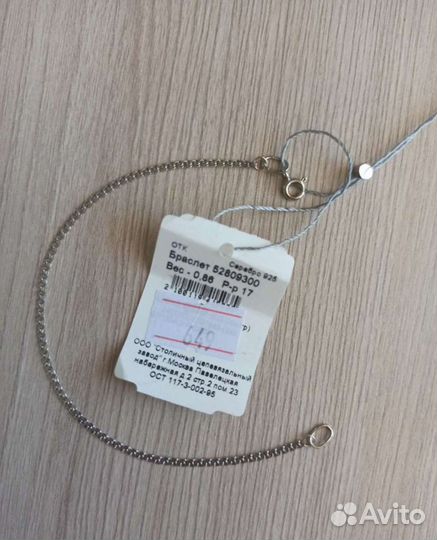 ОТК Серебро 925
Браслет 52809300
Вес - 0,86 Р-р 17
649
ООО "Столичный цепевязальный
завод" г.Москва Павелецкая
набережная д.2 стр.2 пом.23
ОСТ 117-3-002-95
Avito